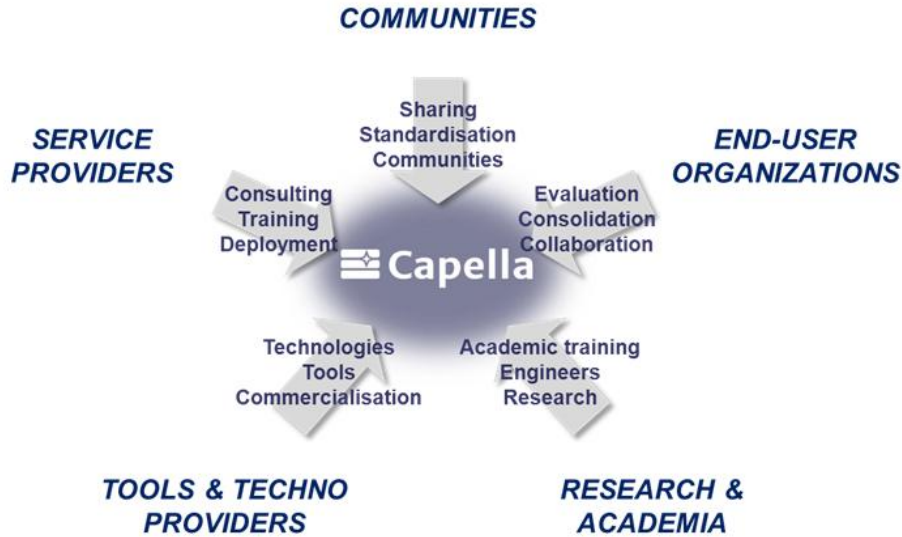 COMMUNITIES
Sharing
Standardisation
Communities
SERVICE
PROVIDERS
Consulting
Training
Deployment
END-USER
ORGANIZATIONS
Evaluation
Consolidation
Collaboration
Capella
Technologies
Tools
Commercialisation
Academic training
Engineers
Research
TOOLS & TECHNO
PROVIDERS
RESEARCH &
ACADEMIA